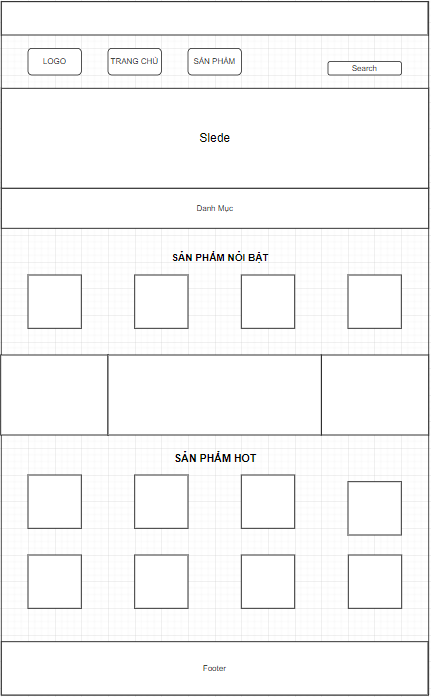 LOGO
TRANG CHỦ
SẢN PHẨM
Search
Slede
Danh Mục
SẢN PHẨM NỔI BẬT
SẢN PHẨM HOT
Footer